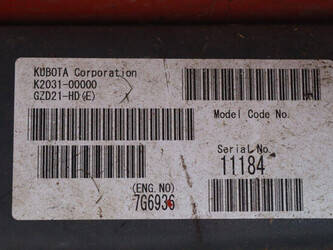 KUBOTA Corporation
K2031-00000
GZD21-HD(E)
Model Code No.
Serial No.
11184
(ENG.NO)
7G6936